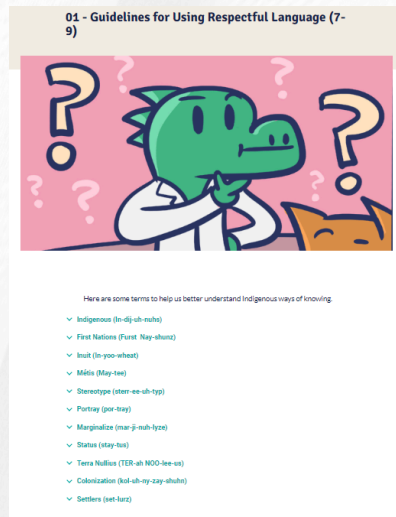 01 - Guidelines for Using Respectful Language (7-
9)
Here are some terms to help us better understand Indigenous ways of knowing.
Indigenous (In-dij-uh-nuhs)
First Nations (Furst Nay-shunz)
Inuit (In-yoo-wheat)
Métis (May-tee)
Stereotype (sterr-ee-uh-typ)
Portray (por-tray)
Marginalize (mar-ji-nuh-lyze)
Status (stay-tus)
Terra Nullius (TER-ah NOO-lee-us)
Colonization (kol-uh-ny-zay-shuhn)
Settlers (set-lurz)